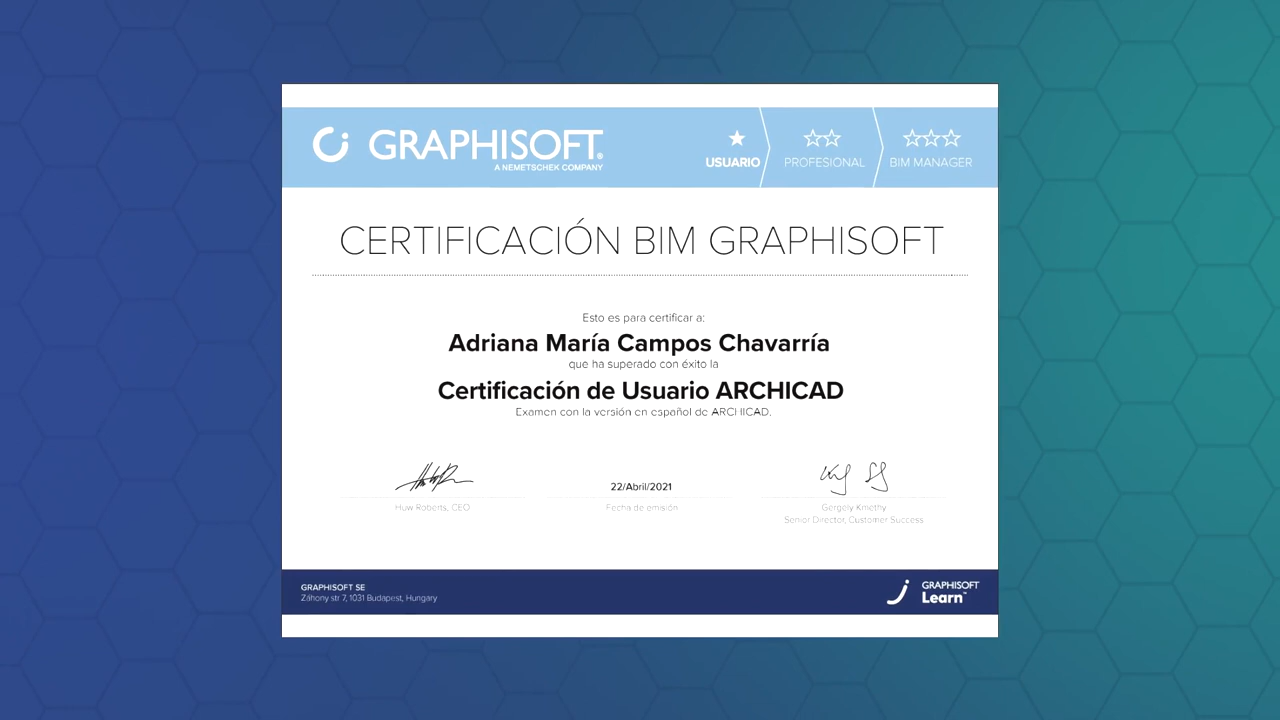 GRAPHISOFT®
A NEMETSCHEK COMPANY
USUARIO
PROFESIONAL
BIM MANAGER
CERTIFICACIÓN BIM GRAPHISOFT
Esto es para certificar a:
Adriana María Campos Chavarría
que ha superado con éxito la
Certificación de Usuario ARCHICAD
Examen con la versión en español de ARCHICAD.
22/Abril/2021
Huw Roberts, CEO
Fecha de emisión
Gergely Kmethy
Senior Director, Customer Success
GRAPHISOFT SE
Záhony str 7, 1031 Budapest, Hungary
GRAPHISOFT
Learn™